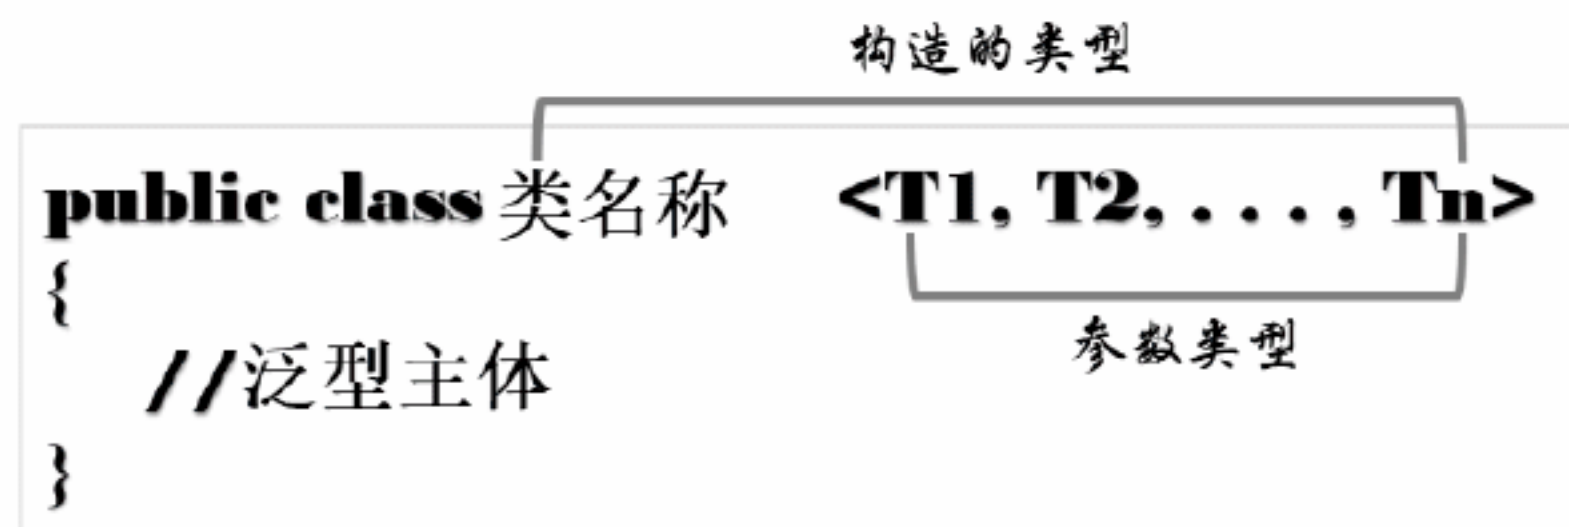 构造的类型
public class 类名称 <T1, T2, . . . . , Tn>
{
//泛型主体
参数类型
}